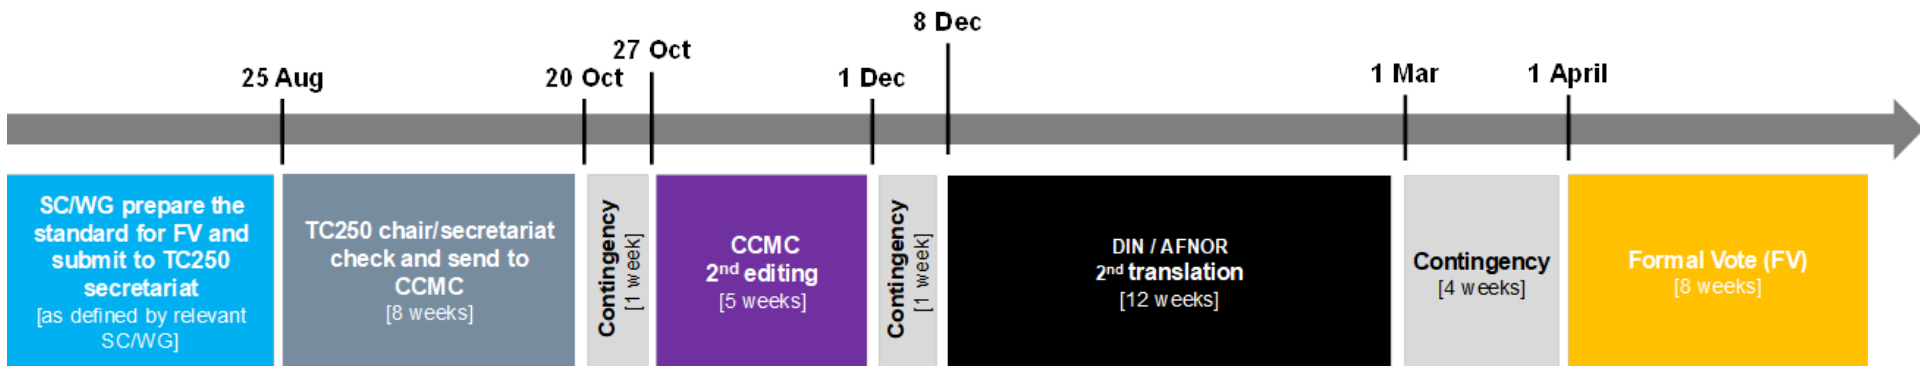 8 Dec
27 Oct
25 Aug
20 Oct
1 Dec
1 Mar
1 April
SC/WG prepare the
standard for FV and
submit to TC250
secretariat
[as defined by relevant
SC/WG]
TC250 chair/secretariat
check and send to
CCMC
[8 weeks]
Contingency
[1 week]
CCMC
2nd editing
[5 weeks]
Contingency
[1 week]
DIN / AFNOR
2nd translation
[12 weeks]
Contingency
[4 weeks]
Formal Vote (FV)
[8 weeks]